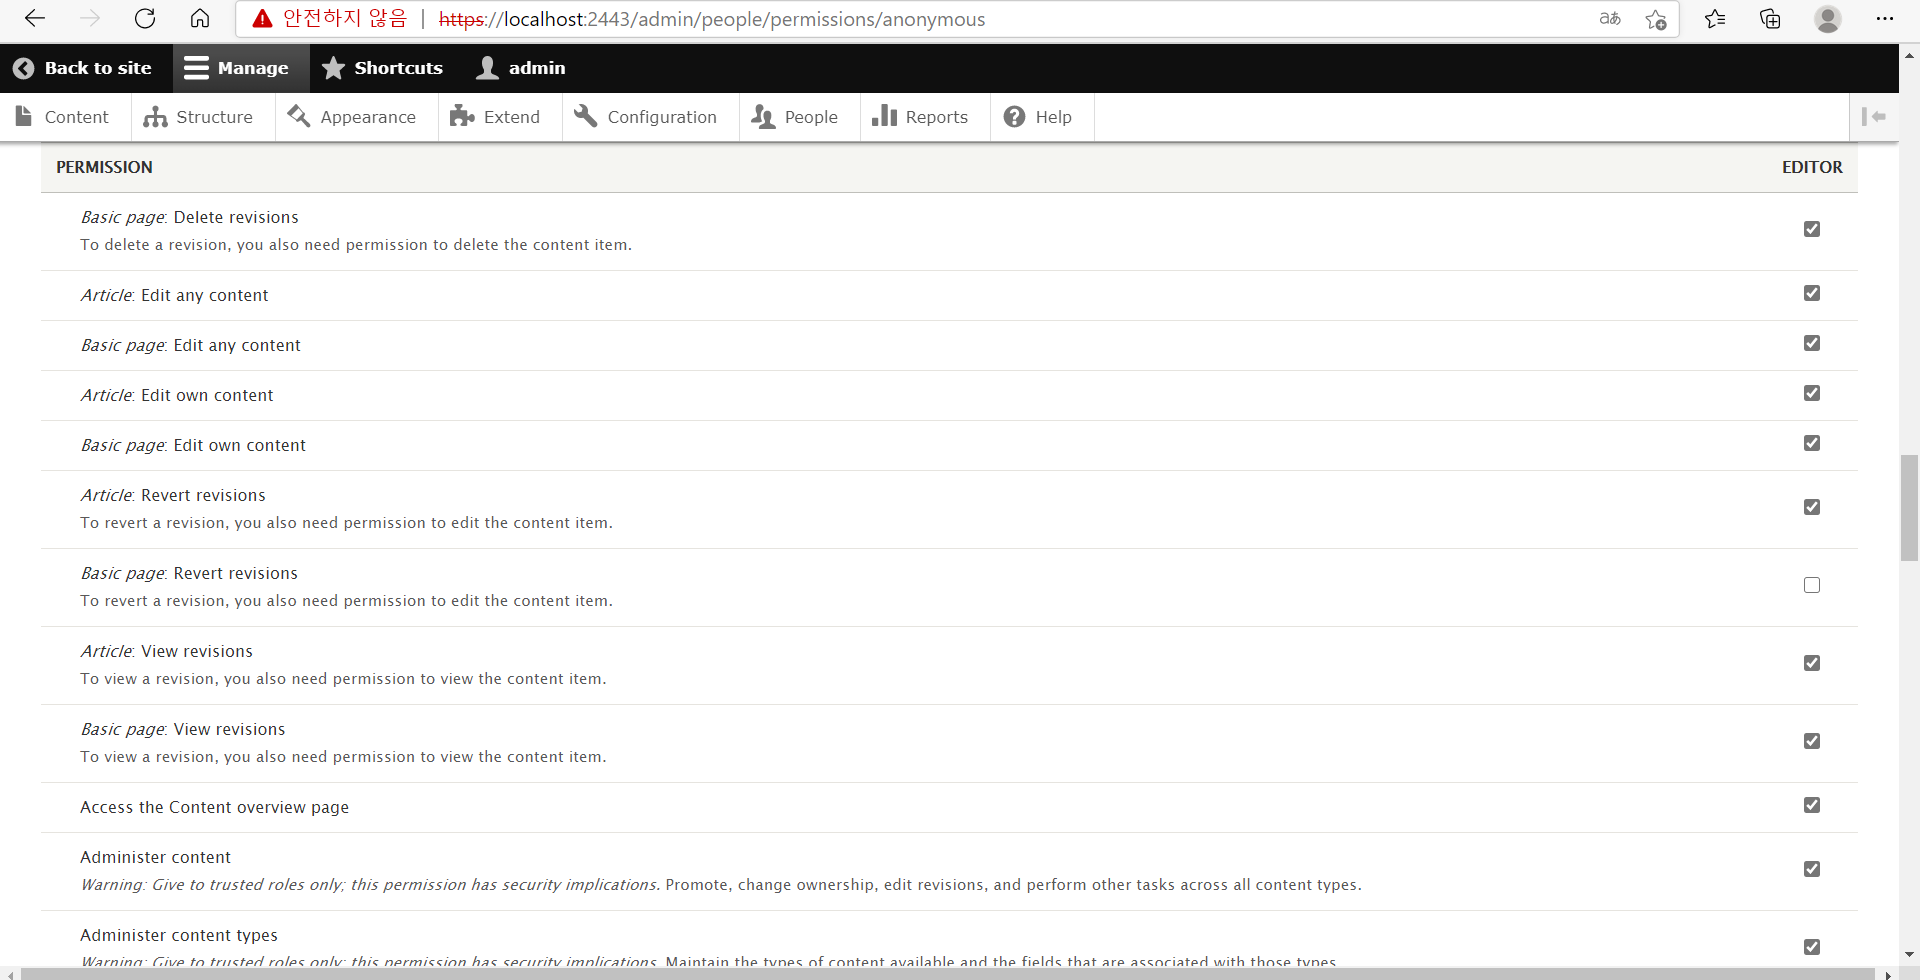 안전하지 않음 | https://localhost:2443/admin/people/permissions/anonymous
Back to site Manage Shortcuts admin
Content Structure Appearance Extend Configuration People Reports Help
PERMISSION EDITOR
Basic page: Delete revisions
To delete a revision, you also need permission to delete the content item.
Article: Edit any content
Basic page: Edit any content
Article: Edit own content
Basic page: Edit own content
Article: Revert revisions
To revert a revision, you also need permission to edit the content item.
Basic page: Revert revisions
To revert a revision, you also need permission to edit the content item.
Article: View revisions
To view a revision, you also need permission to view the content item.
Basic page: View revisions
To view a revision, you also need permission to view the content item.
Access the Content overview page
Administer content
Warning: Give to trusted roles only; this permission has security implications. Promote, change ownership, edit revisions, and perform other tasks across all content types.
Administer content types
Warning: Give to trusted roles only; this permission has security implications. Maintain the types of content available and the fields that are associated with those types.